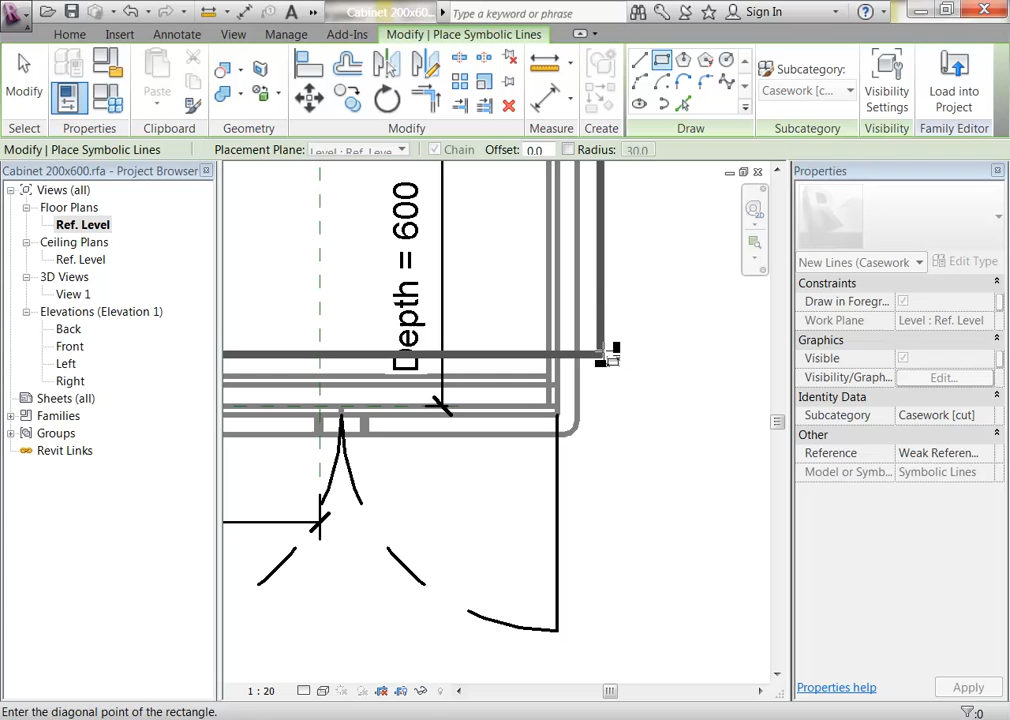 Cabinet 200x60...
Type a keyword or phrase
Sign In
Home
Insert
Annotate
View
Manage
Add-Ins
Modify | Place Symbolic Lines
Modify
Paste
Subcategory:
Casework [c...
Visibility Settings
Load into Project
Select
Properties
Clipboard
Geometry
Modify
Measure
Create
Draw
Subcategory
Visibility
Family Editor
Modify | Place Symbolic Lines
Placement Plane:
Level : Ref. Leve
Chain
Offset:
0.0
Radius:
30.0
Cabinet 200x600.rfa - Project Browser
Views (all)
Floor Plans
Ref. Level
Ceiling Plans
Ref. Level
3D Views
View 1
Elevations (Elevation 1)
Back
Front
Left
Right
Sheets (all)
Families
Groups
Revit Links
Depth = 600
2D
Properties
New Lines (Casework
Edit Type
Constraints
Draw in Foregr...
Work Plane
Level : Ref. Level
Graphics
Visible
Visibility/Graph...
Edit...
Identity Data
Subcategory
Casework [cut]
Other
Reference
Weak Referen...
Model or Symb...
Symbolic Lines
Properties help
Apply
1 : 20
Enter the diagonal point of the rectangle.
:0